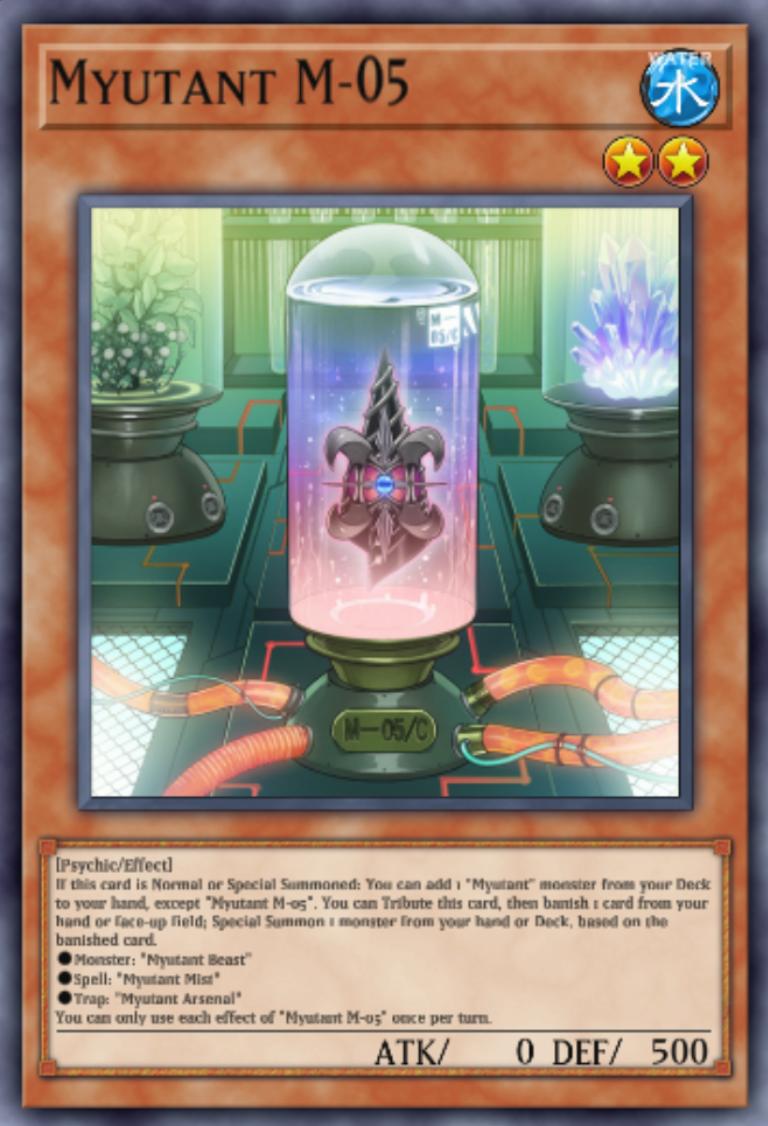 Myutant M-05
WATER
水
M—
05/C
M—05/C
[Psychic/Effect]
If this card is Normal or Special Summoned: You can add 1 "Myutant" monster from your Deck
to your hand, except "Myutant M-05". You can Tribute this card, then banish 1 card from your
hand or face-up field; Special Summon 1 monster from your hand or Deck, based on the
banished card.
●Monster: "Myutant Beast"
●Spell: "Myutant Mist"
●Trap: "Myutant Arsenal"
You can only use each effect of "Myutant M-05" once per turn.
ATK/ 0 DEF/ 500